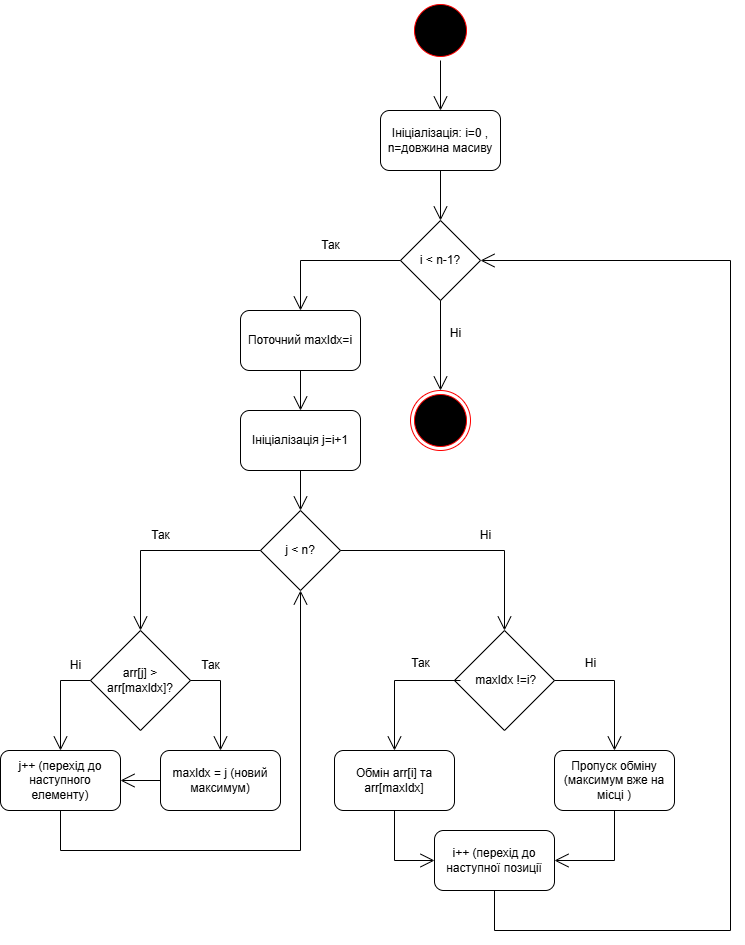 Ініціалізація: i=0 ,
n=довжина масиву
Так
i < n-1?
Ні
Поточний maxIdx=i
Ініціалізація j=i+1
Так
j < n?
Ні
Ні
arr[j] >
arr[maxIdx]?
Так
Так
maxIdx !=i?
Ні
j++ (перехід до
наступного
елементу)
maxIdx = j (новий
максимум)
Обмін arr[i] та
arr[maxIdx]
Пропуск обміну
(максимум вже на
місці )
i++ (перехід до
наступної позиції